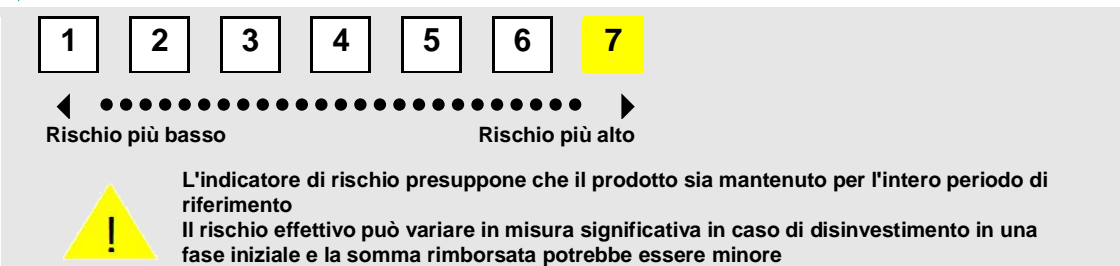 1 2 3 4 5 6 7
Rischio più basso Rischio più alto
L'indicatore di rischio presuppone che il prodotto sia mantenuto per l'intero periodo di
riferimento
!
Il rischio effettivo può variare in misura significativa in caso di disinvestimento in una
fase iniziale e la somma rimborsata potrebbe essere minore